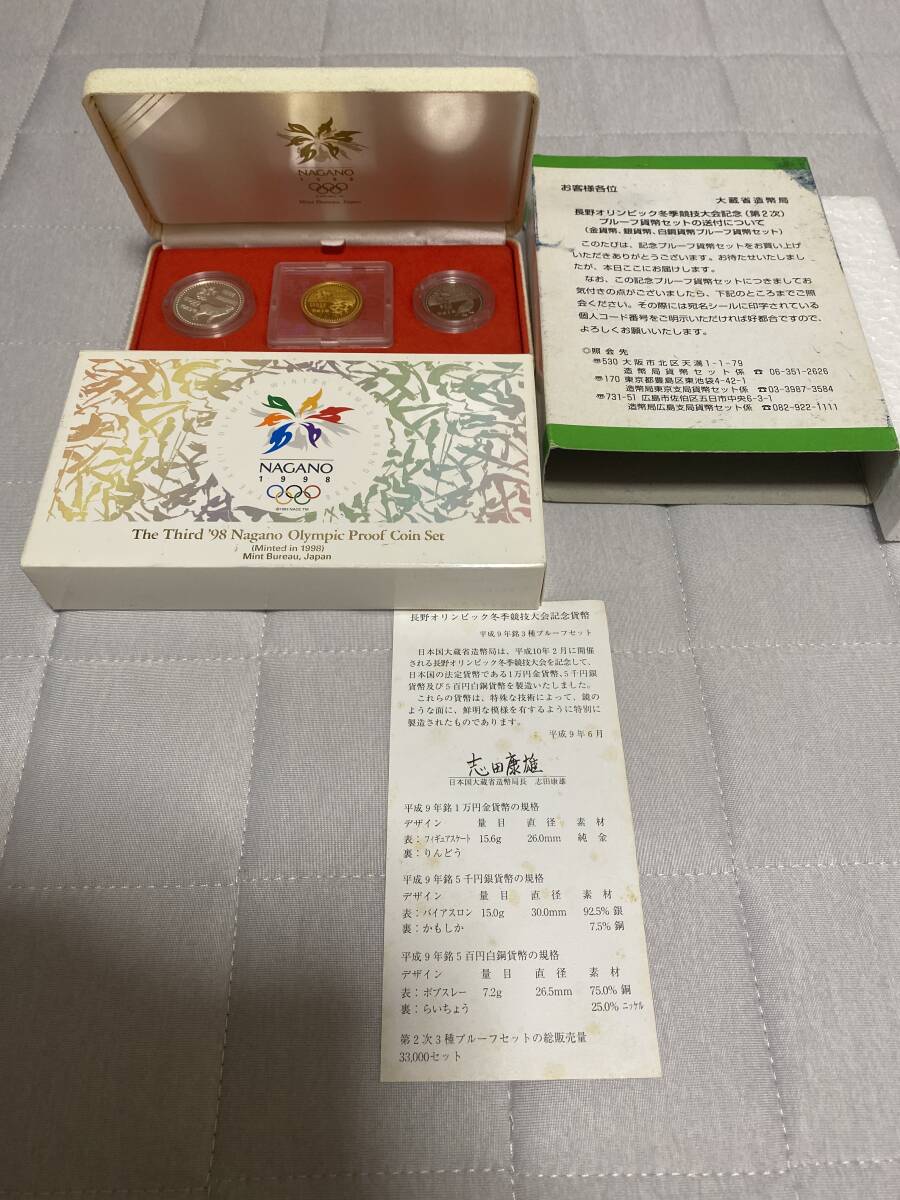 NAGANO
1998
Mint Bureau, Japan
お客様各位
大蔵省造幣局
長野オリンピック冬季競技大会記念(第2次)
プルーフ貨幣セットの送付について
(金貨幣、銀貨幣、白銅貨幣プルーフ貨幣セット)
このたびは、記念プルーフ貨幣セットをお買い上げ
いただきありがとうございます。お待たせいたしまし
たが、本日ここにお届けします。
なお、この記念プルーフ貨幣セットにつきましてお
気付きの点がございましたら、下記のところまでご照
会ください。その際には宛名シールに印字されている
個人コード番号をご明示いただければ好都合ですので、
よろしくお願いいたします。
◎照会先
〠530 大阪市北区天満1-1-79
造幣局貨幣セット係 ☎06-351-2626
〠170 東京都豊島区東池袋4-42-1
造幣局東京支局貨幣セット係 ☎03-3987-3584
〠731-51 広島市佐伯区五日市中央6-3-1
造幣局広島支局貨幣セット係 ☎082-922-1111
NAGANO
1998
The Third '98 Nagano Olympic Proof Coin Set
(Minted in 1998)
Mint Bureau, Japan
長野オリンピック冬季競技大会記念貨幣
平成9年銘3種プルーフセット
日本国大蔵省造幣局は、平成10年2月に開催
される長野オリンピック冬季競技大会を記念して、
日本国の法定貨幣である1万円金貨幣、5千円銀
貨幣及び5百円白銅貨幣を製造いたしました。
これらの貨幣は、特殊な技術によって、鏡の
ような面に、鮮明な模様を有するように特別に
製造されたものであります。
平成9年6月
志田康雄
日本国大蔵省造幣局長 志田康雄
平成9年銘1万円金貨幣の規格
デザイン 量目 直径 素材
表:フィギュアスケート 15.6g 26.0mm 純金
裏:りんどう
平成9年銘5千円銀貨幣の規格
デザイン 量目 直径 素材
表:バイアスロン 15.0g 30.0mm 92.5%銀
裏:かもしか 7.5%銅
平成9年銘5百円白銅貨幣の規格
デザイン 量目 直径 素材
表:ボブスレー 7.2g 26.5mm 75.0%銅
裏:らいちょう 25.0%ニッケル
第2次3種プルーフセットの総販売量
33,000セット